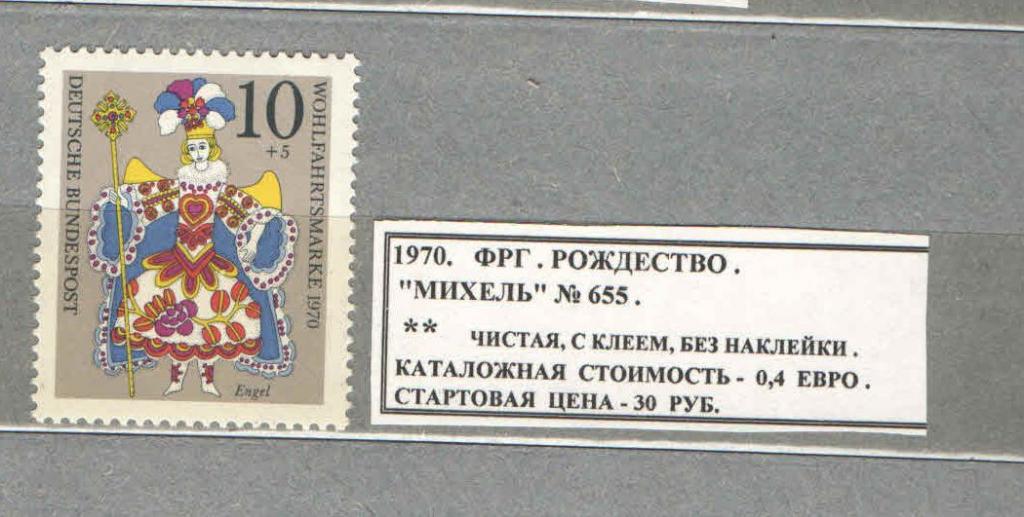 10
+5
DEUTSCHE BUNDESPOST
WOHLFAHRTSMARKE 1970
Engel
1970. ФРГ. РОЖДЕСТВО.
"МИХЕЛЬ" № 655.
** ЧИСТАЯ, С КЛЕЕМ, БЕЗ НАКЛЕЙКИ.
КАТАЛОЖНАЯ СТОИМОСТЬ - 0,4 ЕВРО.
СТАРТОВАЯ ЦЕНА - 30 РУБ.